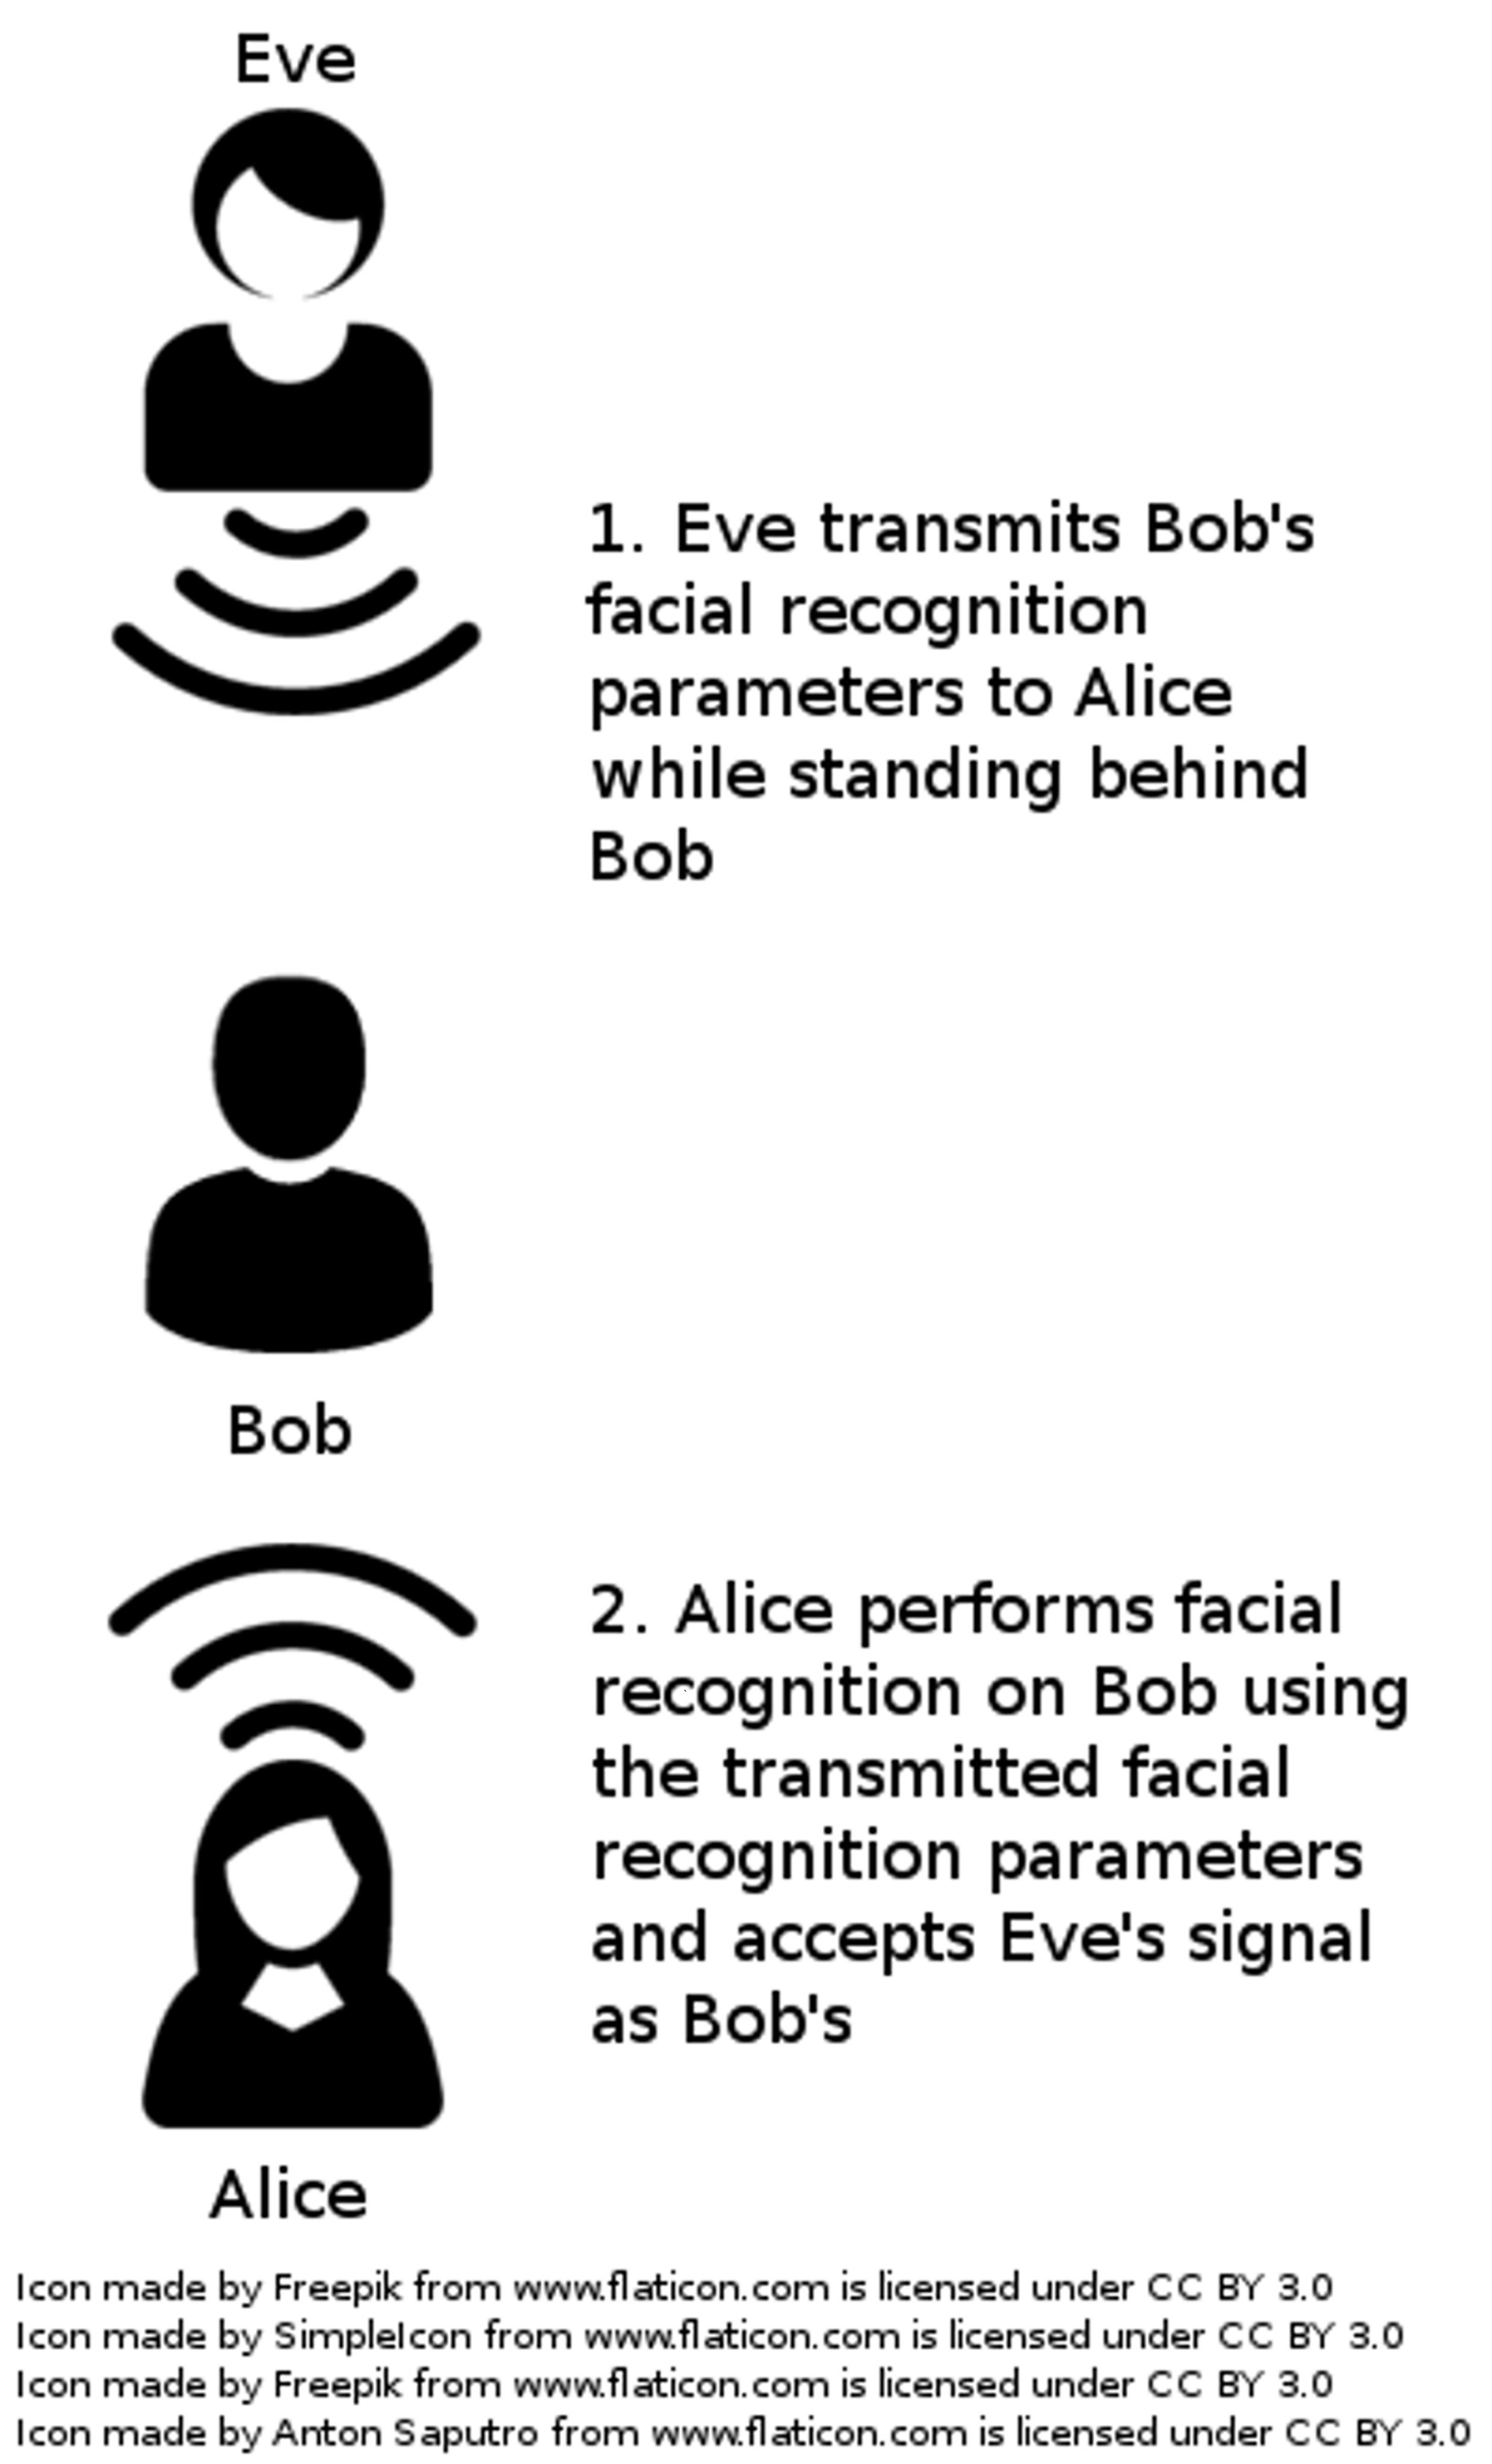 Eve
1. Eve transmits Bob's
facial recognition
parameters to Alice
while standing behind
Bob
Bob
2. Alice performs facial
recognition on Bob using
the transmitted facial
recognition parameters
and accepts Eve's signal
as Bob's
Alice
Icon made by Freepik from www.flaticon.com is licensed under CC BY 3.0
Icon made by SimpleIcon from www.flaticon.com is licensed under CC BY 3.0
Icon made by Freepik from www.flaticon.com is licensed under CC BY 3.0
Icon made by Anton Saputro from www.flaticon.com is licensed under CC BY 3.0